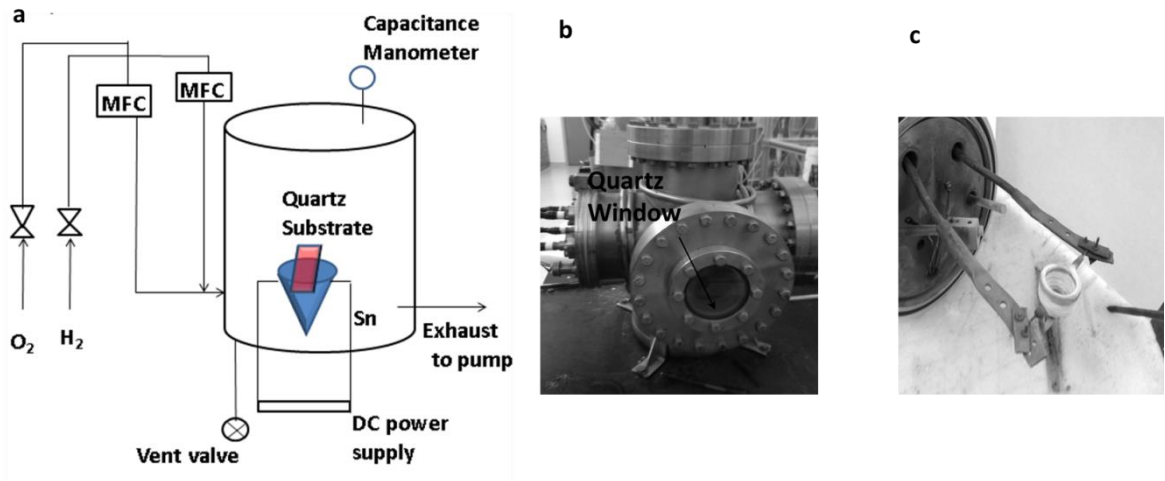 a
Capacitance
Manometer
MFC
MFC
Quartz
Substrate
Sn
O₂
H₂
Exhaust
to pump
DC power
supply
Vent valve
b
Quartz
Window
c